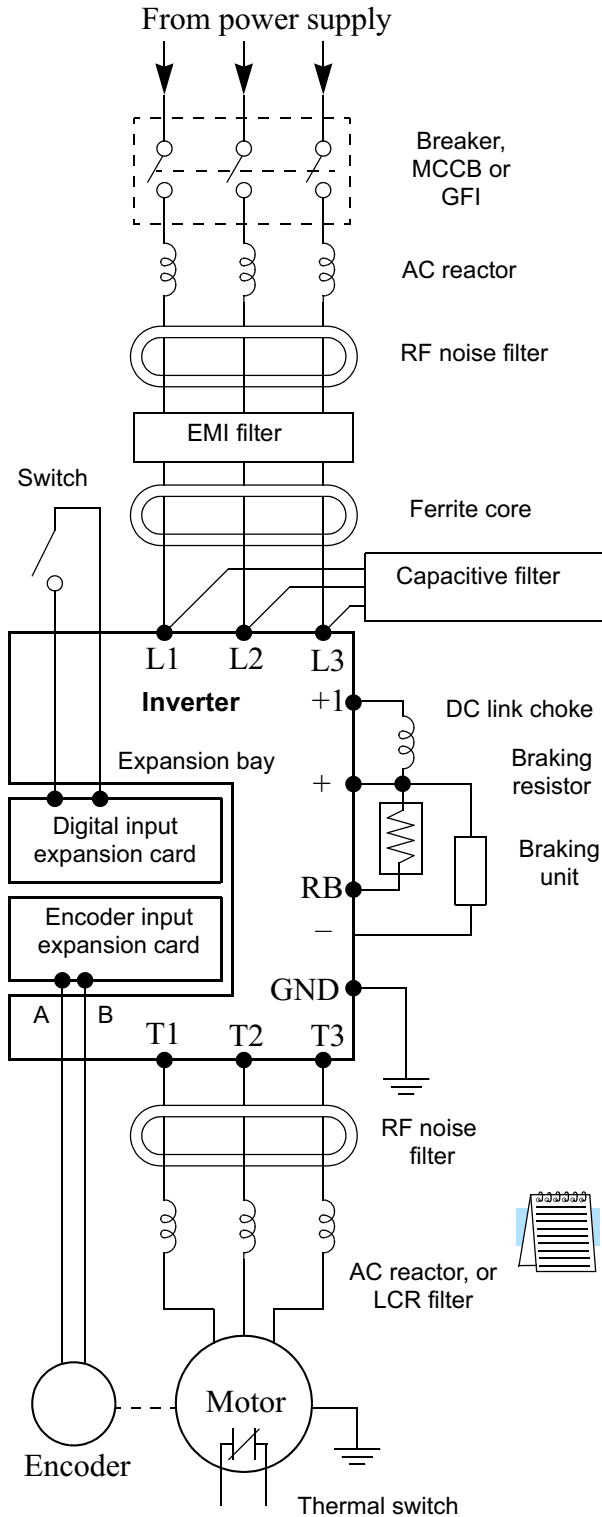 From power supply
Breaker,
MCCB or
GFI
AC reactor
RF noise filter
EMI filter
Switch
Ferrite core
Capacitive filter
L1 L2 L3
Inverter
+1
DC link choke
Expansion bay
+
Braking
resistor
Digital input
expansion card
Braking
unit
RB
Encoder input
expansion card
–
GND
A B
T1 T2 T3
RF noise
filter
AC reactor, or
LCR filter
Motor
Encoder
Thermal switch